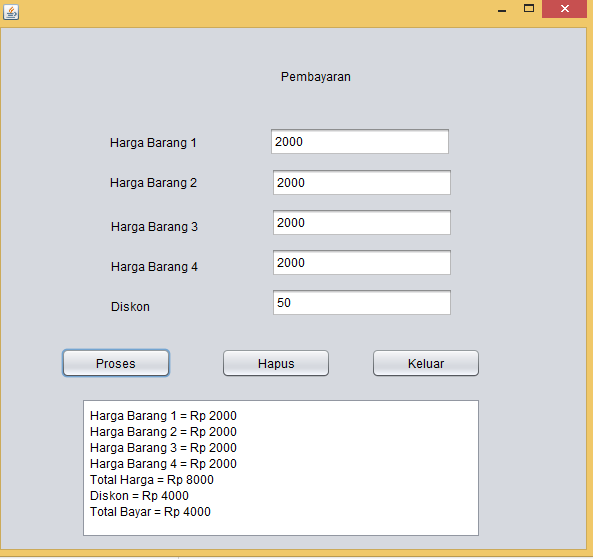 Pembayaran
Harga Barang 1 2000
Harga Barang 2 2000
Harga Barang 3 2000
Harga Barang 4 2000
Diskon 50
Proses Hapus Keluar
Harga Barang 1 = Rp 2000
Harga Barang 2 = Rp 2000
Harga Barang 3 = Rp 2000
Harga Barang 4 = Rp 2000
Total Harga = Rp 8000
Diskon = Rp 4000
Total Bayar = Rp 4000